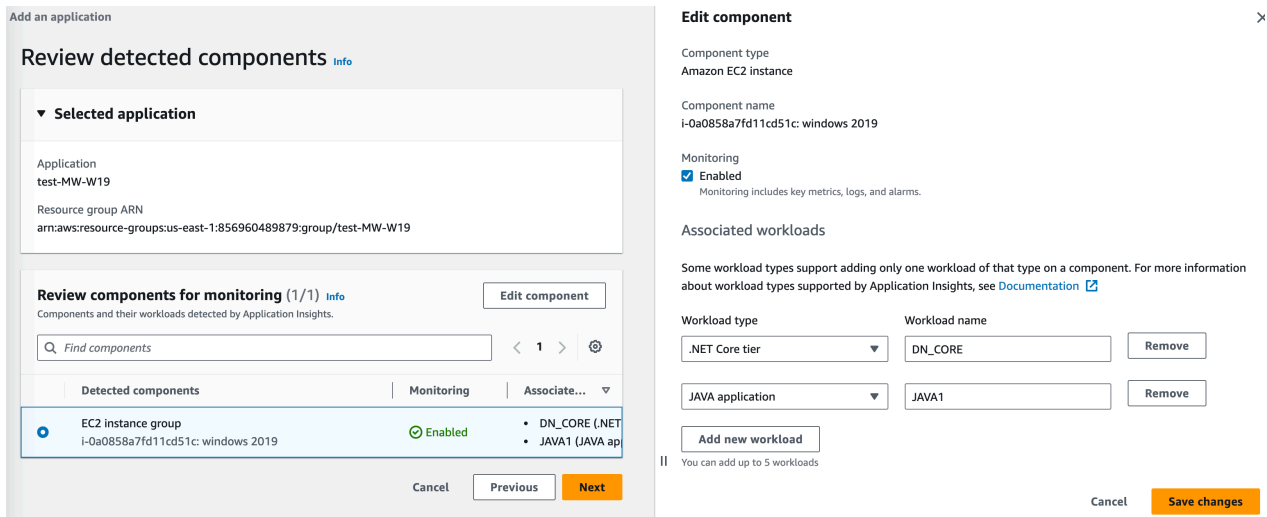 Add an application
Review detected components Info
Selected application
Application
test-MW-W19
Resource group ARN
arn:aws:resource-groups:us-east-1:856960489879:group/test-MW-W19
Review components for monitoring (1/1) Info
Edit component
Components and their workloads detected by Application Insights.
Find components
1
Detected components Monitoring Associate...
EC2 instance group
i-0a0858a7fd11cd51c: windows 2019
Enabled
• DN_CORE (.NET
• JAVA1 (JAVA ap
Cancel Previous Next
Edit component
Component type
Amazon EC2 instance
Component name
i-0a0858a7fd11cd51c: windows 2019
Monitoring
Enabled
Monitoring includes key metrics, logs, and alarms.
Associated workloads
Some workload types support adding only one workload of that type on a component. For more information
about workload types supported by Application Insights, see Documentation
Workload type Workload name
.NET Core tier DN_CORE Remove
JAVA application JAVA1 Remove
Add new workload
You can add up to 5 workloads
Cancel Save changes